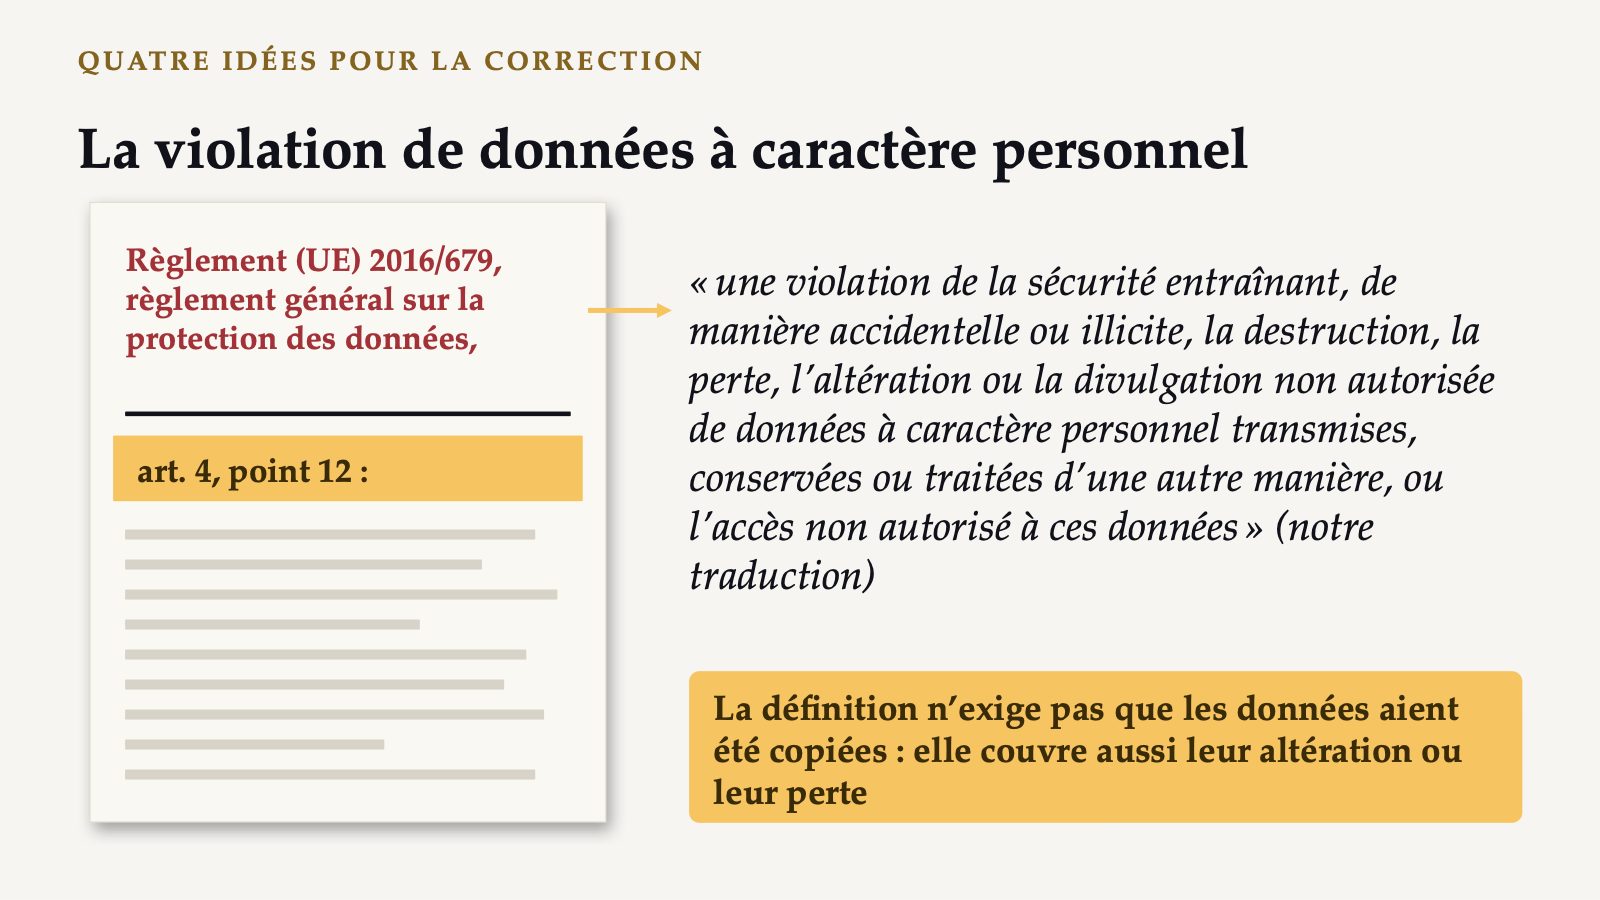 QUATRE IDÉES POUR LA CORRECTION
La violation de données à caractère personnel
Règlement (UE) 2016/679,
règlement général sur la
protection des données,
art. 4, point 12 :
« une violation de la sécurité entraînant, de
manière accidentelle ou illicite, la destruction, la
perte, l’altération ou la divulgation non autorisée
de données à caractère personnel transmises,
conservées ou traitées d’une autre manière, ou
l’accès non autorisé à ces données » (notre
traduction)
La définition n’exige pas que les données aient
été copiées : elle couvre aussi leur altération ou
leur perte